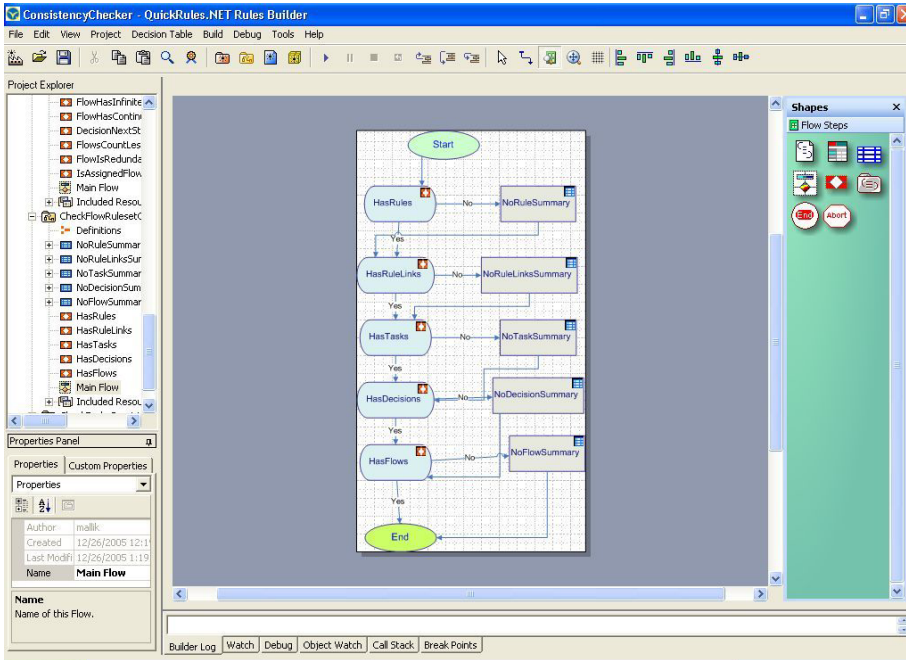 ConsistencyChecker - QuickRules.NET Rules Builder
File Edit View Project Decision Table Build Debug Tools Help
Project Explorer
FlowHasInfinite
FlowHasContin
DecisionNextSt
FlowsCountLes
FlowIsRedunda
IsAssignedFlow
Main Flow
Included Resou
CheckFlowRulesetC
Definitions
NoRuleSummar
NoRuleLinksSur
NoTaskSummar
NoDecisionSum
NoFlowSummar
HasRules
HasRuleLinks
HasTasks
HasDecisions
HasFlows
Main Flow
Included Resou
Properties Panel
Properties Custom Properties
Properties
Author mallik
Created 12/26/2005 12:1
Last Modifi 12/26/2005 1:19
Name Main Flow
Name
Name of this Flow.
Start
HasRules No NoRuleSummary
Yes
HasRuleLinks No NoRuleLinksSummary
Yes
HasTasks No NoTaskSummary
Yes
HasDecisions No NoDecisionSummary
Yes
HasFlows No NoFlowSummary
Yes
End
Shapes
Flow Steps
End Abort
Builder Log Watch Debug Object Watch Call Stack Break Points